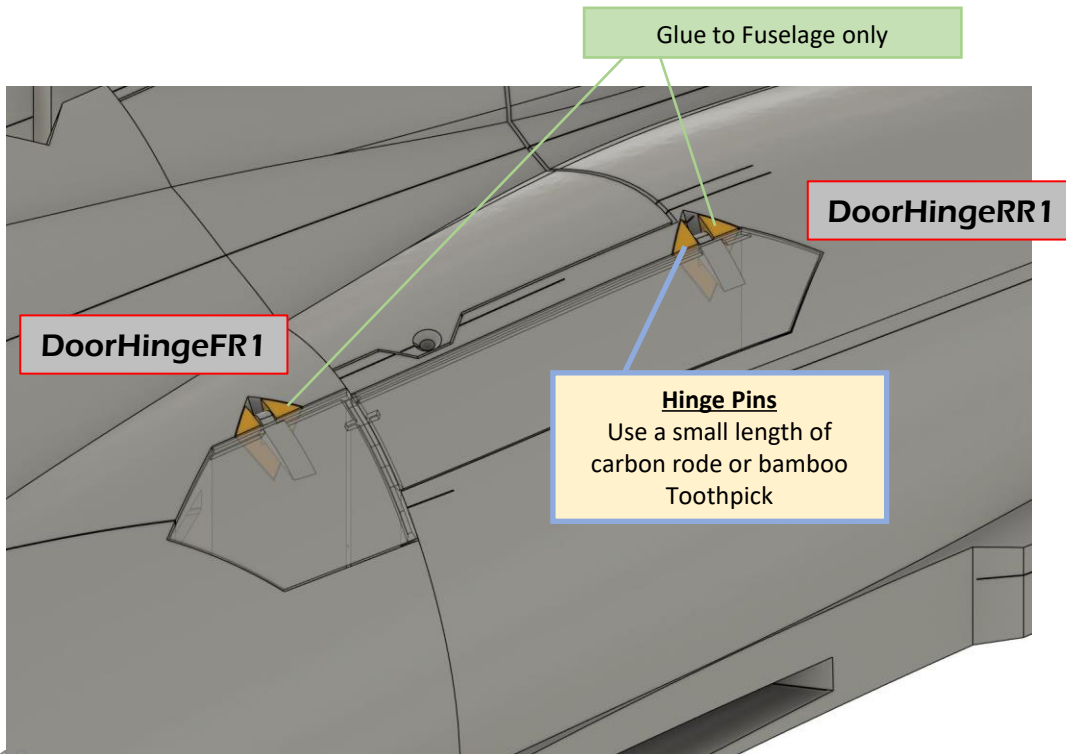 Glue to Fuselage only
DoorHingeRR1
DoorHingeFR1
Hinge Pins
Use a small length of
carbon rode or bamboo
Toothpick